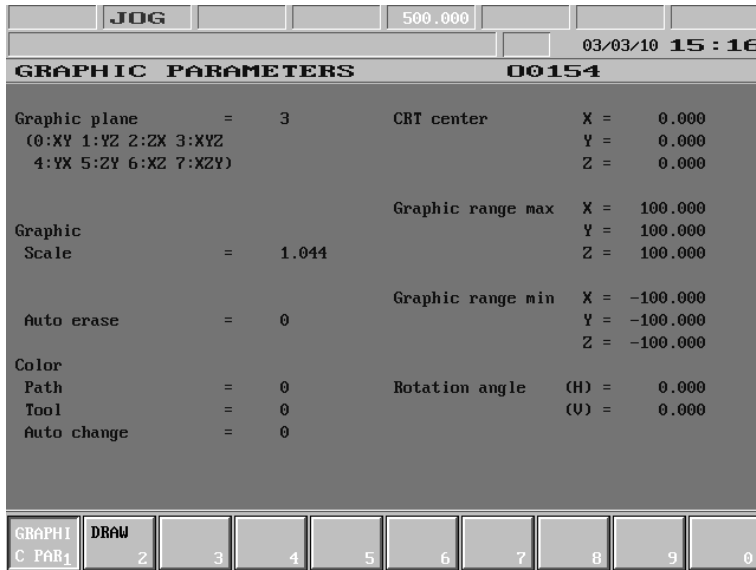 JOG 500.000
03/03/10 15:16
GRAPHIC PARAMETERS O0154
Graphic plane = 3
(0:XY 1:YZ 2:ZX 3:XYZ
4:YX 5:ZY 6:XZ 7:XZY)
Graphic
Scale = 1.044
Auto erase = 0
Color
Path = 0
Tool = 0
Auto change = 0
CRT center X = 0.000
Y = 0.000
Z = 0.000
Graphic range max X = 100.000
Y = 100.000
Z = 100.000
Graphic range min X = -100.000
Y = -100.000
Z = -100.000
Rotation angle (H) = 0.000
(V) = 0.000
GRAPHI
C PAR1
DRAW
2
3
4
5
6
7
8
9
0